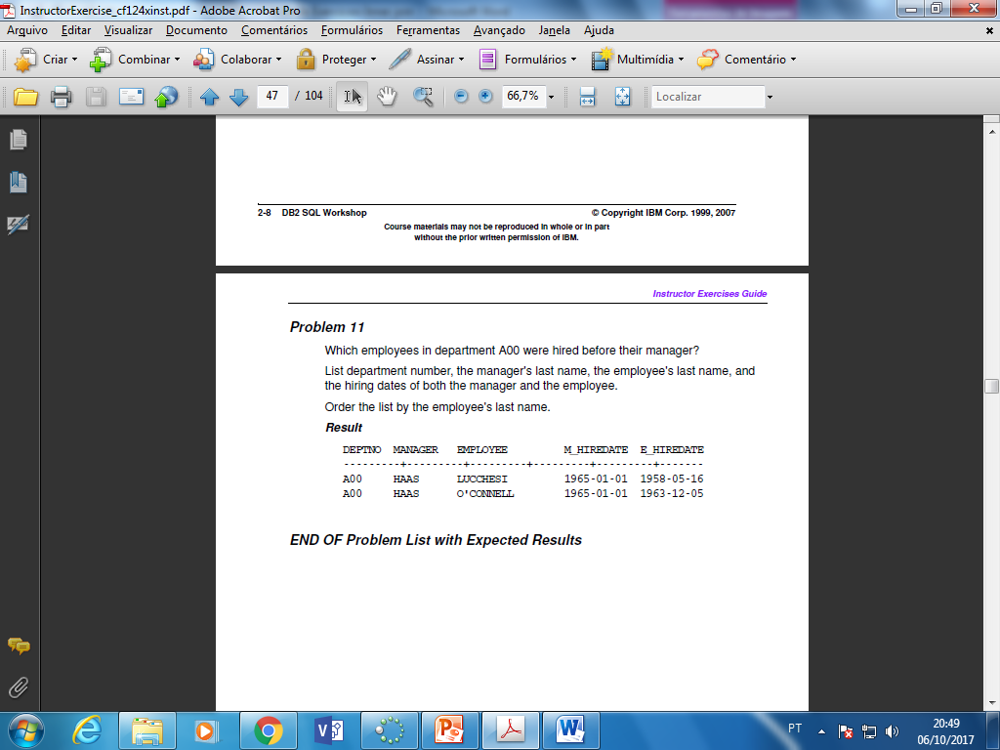 InstructorExercise_cf124xinst.pdf - Adobe Acrobat Pro
Arquivo Editar Visualizar Documento Comentários Formulários Ferramentas Avançado Janela Ajuda
Criar Combinar Colaborar Proteger Assinar Formulários Multimídia Comentário
47 / 104 66,7% Localizar
2-8 DB2 SQL Workshop © Copyright IBM Corp. 1999, 2007
Course materials may not be reproduced in whole or in part
without the prior written permission of IBM.
Instructor Exercises Guide
Problem 11
Which employees in department A00 were hired before their manager?
List department number, the manager's last name, the employee's last name, and
the hiring dates of both the manager and the employee.
Order the list by the employee's last name.
Result
DEPTNO MANAGER EMPLOYEE M_HIREDATE E_HIREDATE
---------+---------+---------+---------+---------+-------
A00 HAAS LUCCHESI 1965-01-01 1958-05-16
A00 HAAS O'CONNELL 1965-01-01 1963-12-05
END OF Problem List with Expected Results
PT 20:49
06/10/2017